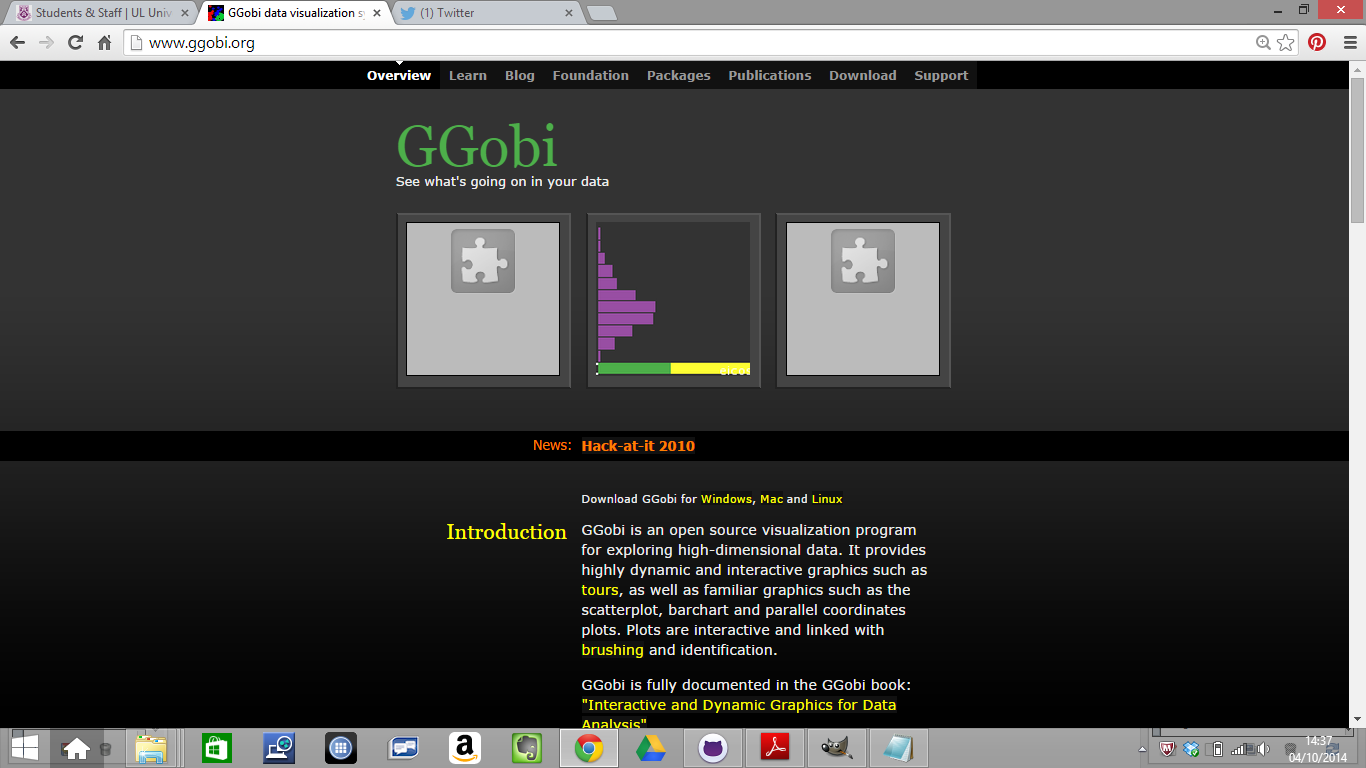 Students & Staff | UL Univ
GGobi data visualization sy
(1) Twitter
www.ggobi.org
Overview Learn Blog Foundation Packages Publications Download Support
GGobi
See what's going on in your data
News: Hack-at-it 2010
Download GGobi for Windows, Mac and Linux
Introduction
GGobi is an open source visualization program
for exploring high-dimensional data. It provides
highly dynamic and interactive graphics such as
tours, as well as familiar graphics such as the
scatterplot, barchart and parallel coordinates
plots. Plots are interactive and linked with
brushing and identification.
GGobi is fully documented in the GGobi book:
"Interactive and Dynamic Graphics for Data
Analysis"
14:37
04/10/2014